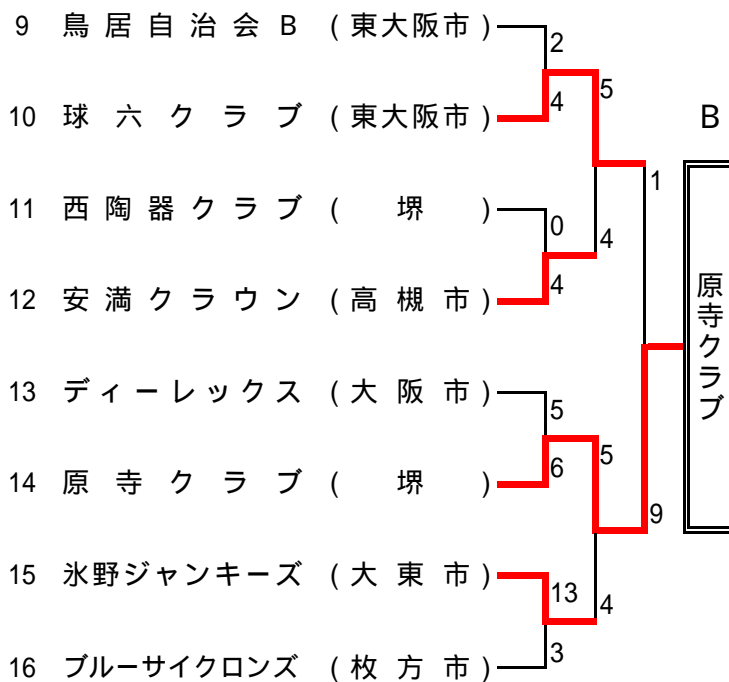 9 鳥居自治会B (東大阪市)
2
5
10 球六クラブ (東大阪市)
4
B
1
11 西陶器クラブ (堺)
0
4
12 安満クラウン (高槻市)
4
原寺クラブ
13 ディーレックス (大阪市)
5
5
14 原寺クラブ (堺)
6
9
15 氷野ジャンキーズ (大東市)
13
4
16 ブルーサイクロンズ (枚方市)
3